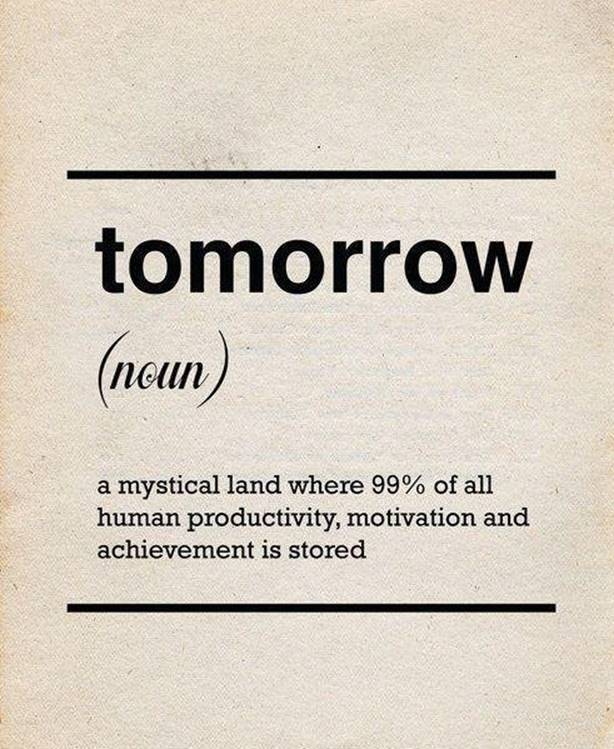 tomorrow
(noun)
a mystical land where 99% of all
human productivity, motivation and
achievement is stored